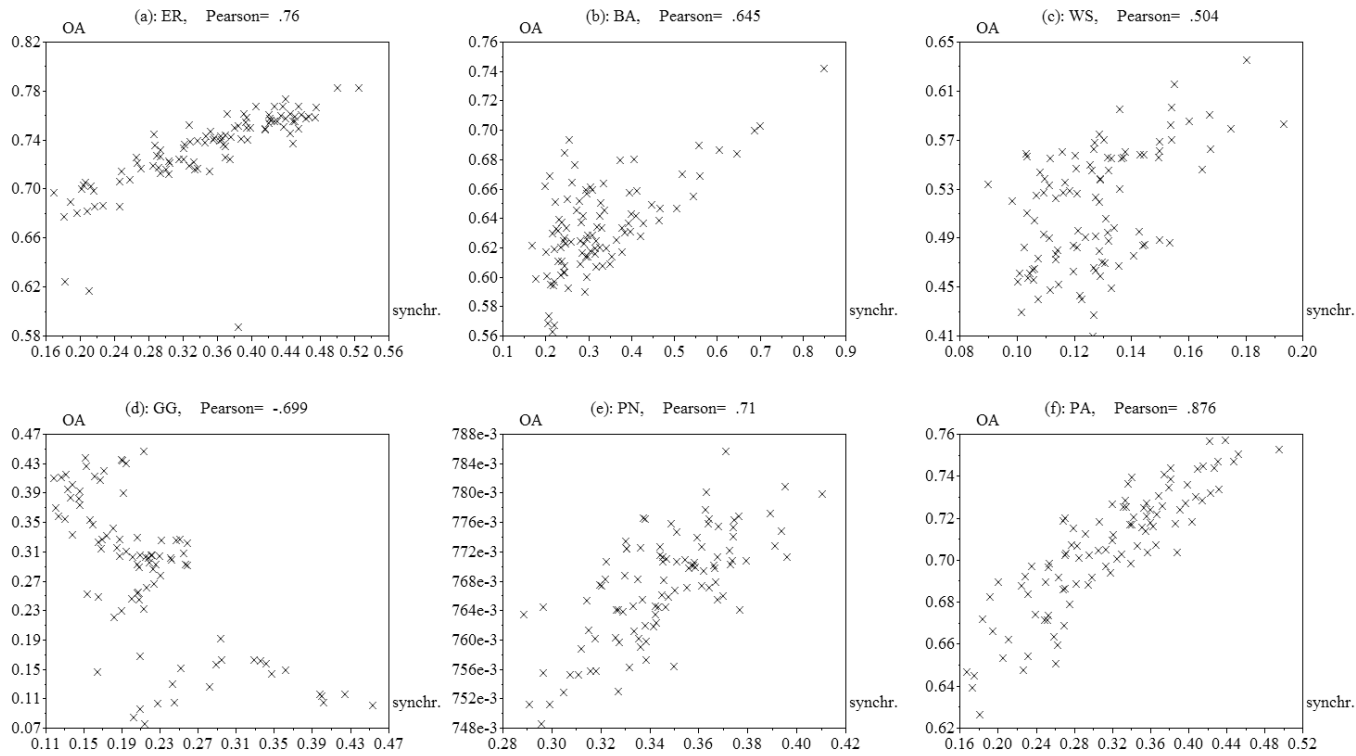 (a): ER, Pearson= .76
OA
0.82
0.78
0.74
0.70
0.66
0.62
0.58
0.16 0.20 0.24 0.28 0.32 0.36 0.40 0.44 0.48 0.52 0.56
synchr.
(b): BA, Pearson= .645
OA
0.76
0.74
0.72
0.70
0.68
0.66
0.64
0.62
0.60
0.58
0.56
0.1 0.2 0.3 0.4 0.5 0.6 0.7 0.8 0.9
synchr.
(c): WS, Pearson= .504
OA
0.65
0.61
0.57
0.53
0.49
0.45
0.41
0.08 0.10 0.12 0.14 0.16 0.18 0.20
synchr.
(d): GG, Pearson= -.699
OA
0.47
0.43
0.39
0.35
0.31
0.27
0.23
0.19
0.15
0.11
0.07
0.11 0.15 0.19 0.23 0.27 0.31 0.35 0.39 0.43 0.47
synchr.
(e): PN, Pearson= .71
OA
788e-3
784e-3
780e-3
776e-3
772e-3
768e-3
764e-3
760e-3
756e-3
752e-3
748e-3
0.28 0.30 0.32 0.34 0.36 0.38 0.40 0.42
synchr.
(f): PA, Pearson= .876
OA
0.76
0.74
0.72
0.70
0.68
0.66
0.64
0.62
0.16 0.20 0.24 0.28 0.32 0.36 0.40 0.44 0.48 0.52
synchr.